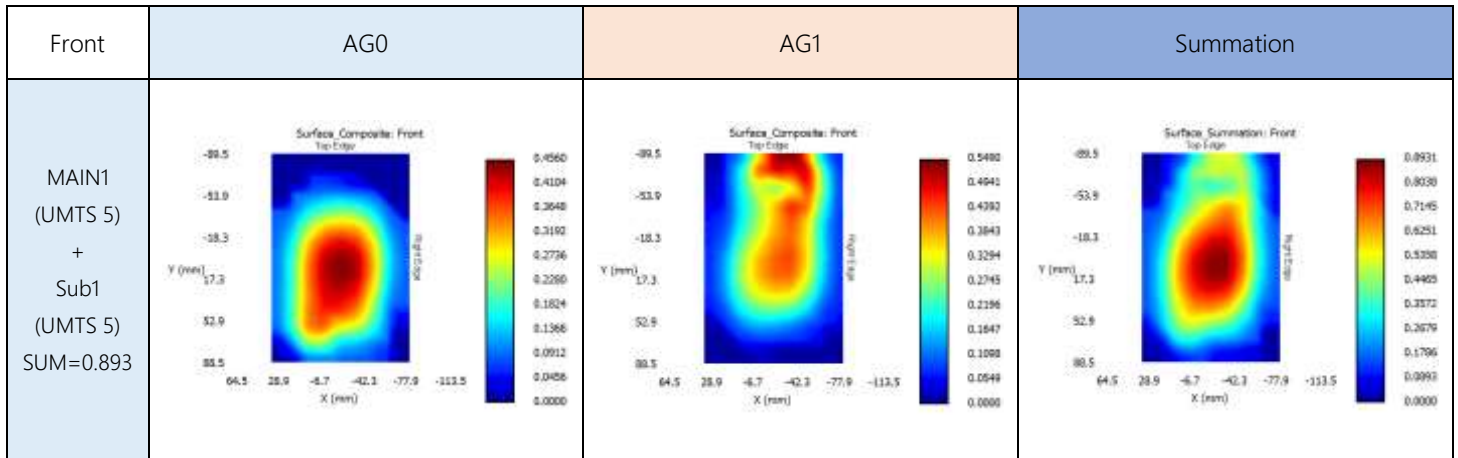 Front
AG0
AG1
Summation
MAIN1
(UMTS 5)
+
Sub1
(UMTS 5)
SUM=0.893
Surface_Composite: Front
Top Edge
-89.5
-53.9
-18.3
Y (mm)
17.3
52.9
88.5
64.5 28.9 -6.7 -42.3 -77.9 -113.5
X (mm)
Right Edge
0.4560
0.4104
0.3648
0.3192
0.2736
0.2280
0.1824
0.1368
0.0912
0.0456
0.0000
Surface_Composite: Front
Top Edge
-89.5
-53.9
-18.3
Y (mm)
17.3
52.9
88.5
64.5 28.9 -6.7 -42.3 -77.9 -113.5
X (mm)
Right Edge
0.5490
0.4941
0.4392
0.3843
0.3294
0.2745
0.2196
0.1647
0.1098
0.0549
0.0000
Surface_Summation: Front
Top Edge
-89.5
-53.9
-18.3
Y (mm)
17.3
52.9
88.5
64.5 28.9 -6.7 -42.3 -77.9 -113.5
X (mm)
Right Edge
0.8931
0.8038
0.7145
0.6251
0.5358
0.4465
0.3572
0.2679
0.1786
0.0893
0.0000